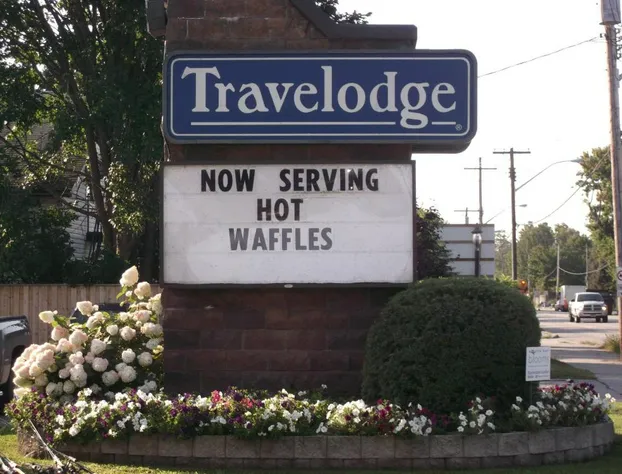 Travelodge
NOW SERVING
HOT
WAFFLES